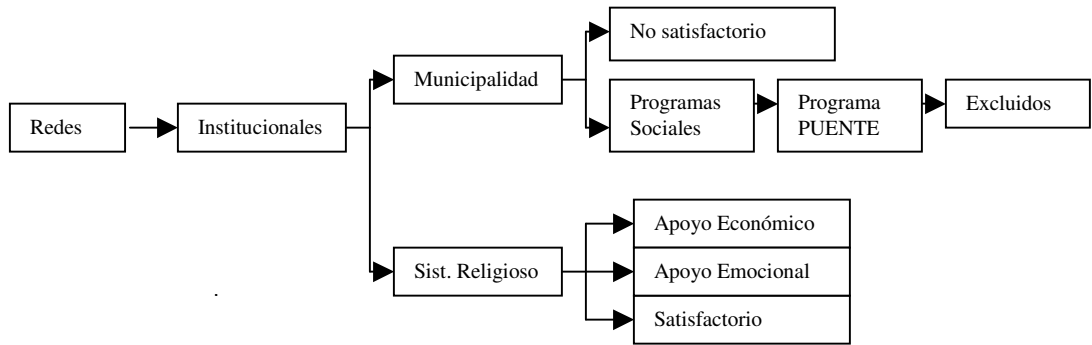 Redes
Institucionales
Municipalidad
No satisfactorio
Programas
Sociales
Programa
PUENTE
Excluidos
Sist. Religioso
Apoyo Económico
Apoyo Emocional
Satisfactorio
.